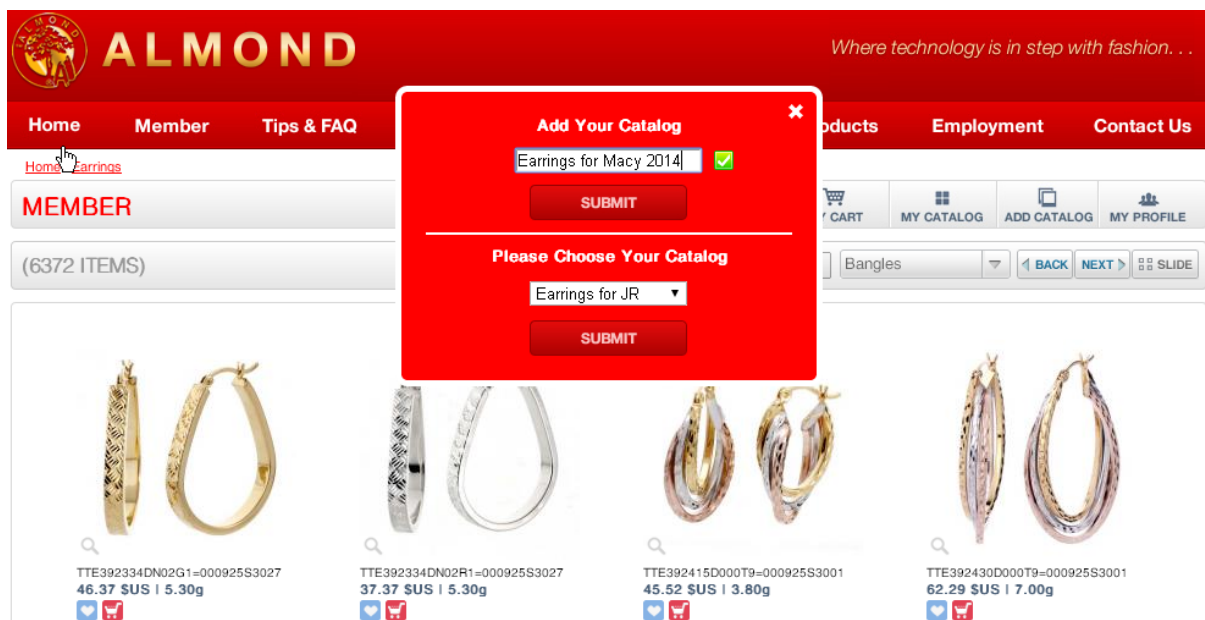 ALMOND
Where technology is in step with fashion. . .
Home Member Tips & FAQ oducts Employment Contact Us
Add Your Catalog
Earrings for Macy 2014
SUBMIT
Please Choose Your Catalog
Earrings for JR
SUBMIT
Home Earrings
MEMBER
CART MY CATALOG ADD CATALOG MY PROFILE
(6372 ITEMS)
Bangles BACK NEXT SLIDE
TTE392334DN02G1=000925S3027
46.37 $US | 5.30g
TTE392334DN02R1=000925S3027
37.37 $US | 5.30g
TTE392415D000T9=000925S3001
45.52 $US | 3.80g
TTE392430D000T9=000925S3001
62.29 $US | 7.00g